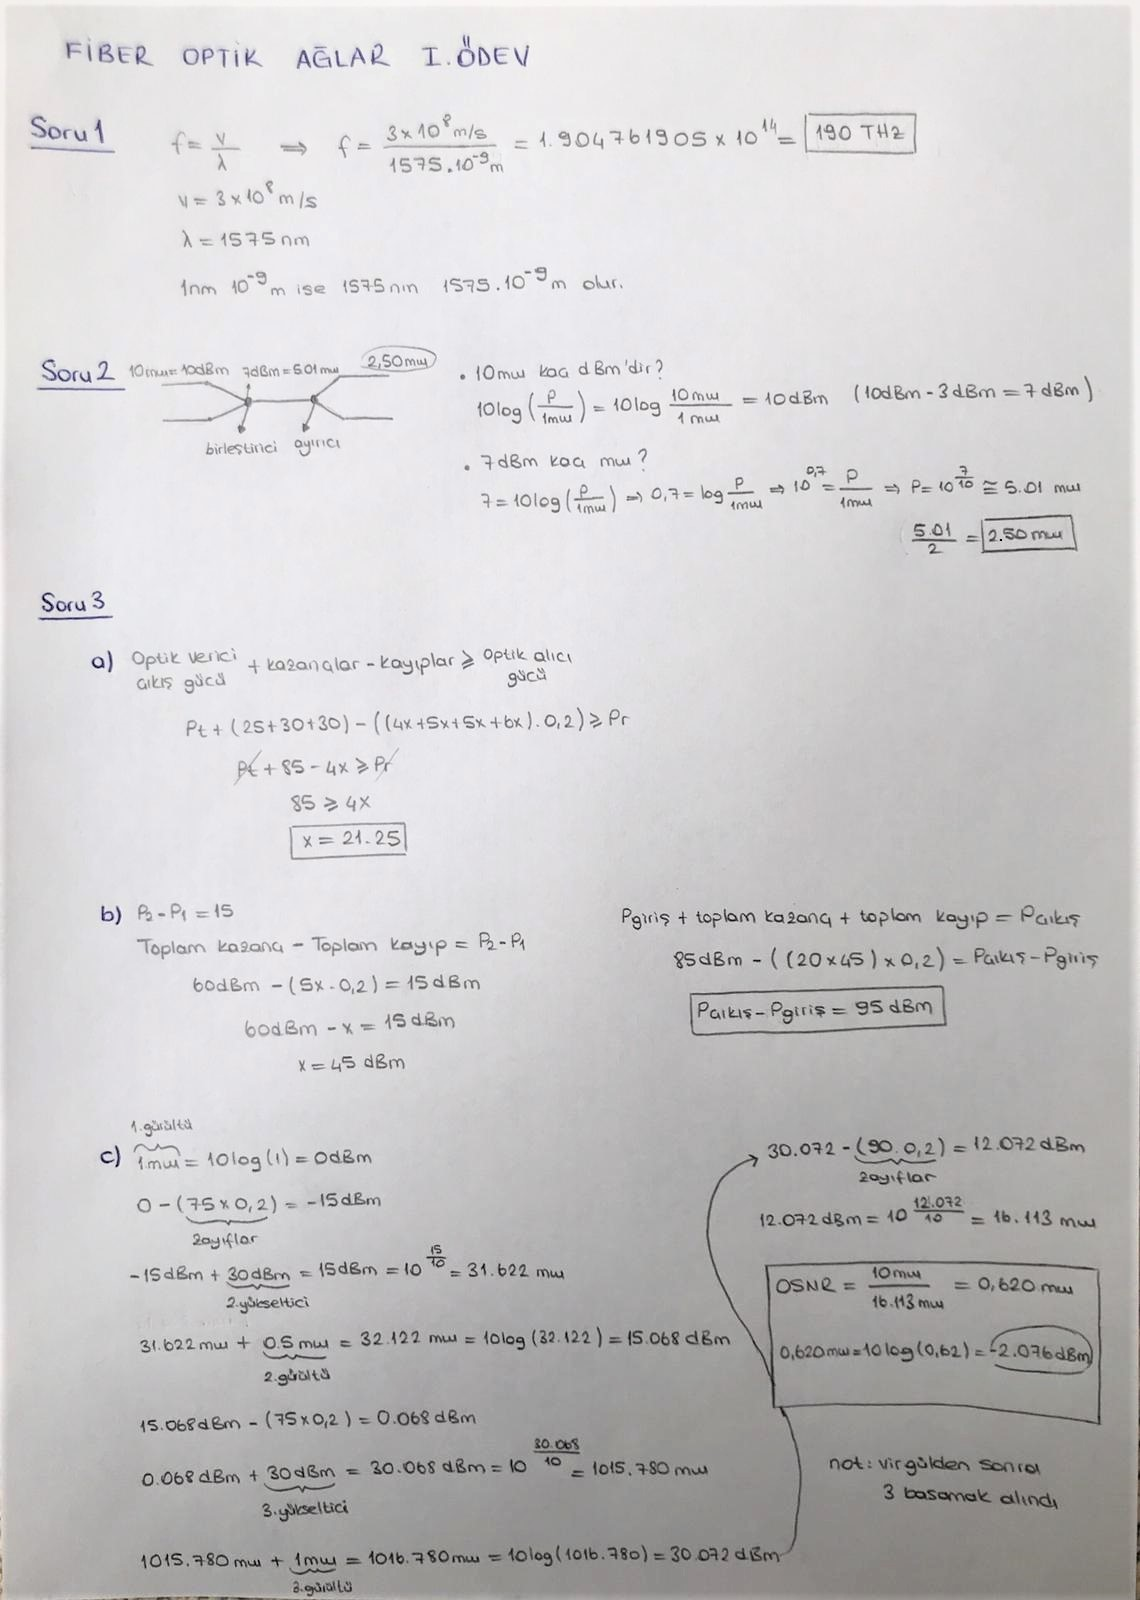 FİBER OPTİK AĞLAR I. ÖDEV
Soru 1
f = v/λ ⟹ f = 3×10⁸ m/s / 1575.10⁻⁹ m = 1.904761905 × 10¹⁴ = 190 THz
v = 3×10⁸ m/s
λ = 1575 nm
1nm 10⁻⁹ m ise 1575 nm 1575.10⁻⁹ m olur.
Soru 2
10mw = 10dBm 7dBm = 5.01 mw 2,50mw
birleştirici ayırıcı
• 10mw kaç dBm'dir?
10log(P/1mw) = 10log 10mw/1mw = 10dBm (10dBm - 3dBm = 7dBm)
• 7dBm kaç mw?
7 = 10log(P/1mw) ⇒ 0,7 = log P/1mw ⇒ 10^0,7 = P/1mw ⇒ P = 10^7/10 ≅ 5.01 mw
5.01/2 = 2.50 mw
Soru 3
a) Optik verici çıkış gücü + kazançlar - kayıplar ⩾ Optik alıcı gücü
Pt + (25+30+30) - ((4x+5x+5x+6x).0,2) ⩾ Pr
Pt + 85 - 4x ⩾ Pr
85 ⩾ 4x
x = 21.25
b) P₂ - P₁ = 15
Toplam kazanç - Toplam kayıp = P₂ - P₁
60dBm - (5x.0,2) = 15dBm
60dBm - x = 15dBm
x = 45 dBm
Pgiriş + toplam kazanç + toplam kayıp = Pçıkış
85dBm - ((20×45)×0,2) = Pçıkış - Pgiriş
Pçıkış - Pgiriş = 95 dBm
1.gürültü
c) 1mw = 10log(1) = 0dBm
0 - (75×0,2) = -15dBm
zayıflar
-15dBm + 30dBm = 15dBm = 10^15/10 = 31.622 mw
2.yükseltici
31.622 mw + 0.5 mw = 32.122 mw = 10log(32.122) = 15.068 dBm
2.gürültü
15.068dBm - (75×0,2) = 0.068 dBm
0.068 dBm + 30dBm = 30.068 dBm = 10^30.068/10 = 1015.780 mw
3.yükseltici
1015.780 mw + 1mw = 1016.780mw = 10log(1016.780) = 30.072 dBm
3.gürültü
30.072 - (90.0,2) = 12.072 dBm
zayıflar
12.072 dBm = 10^12.072/10 = 16.113 mw
OSNR = 10mw/16.113 mw = 0,620 mw
0,620mw = 10log(0,62) = -2.076dBm
not: virgülden sonra
3 basamak alındı